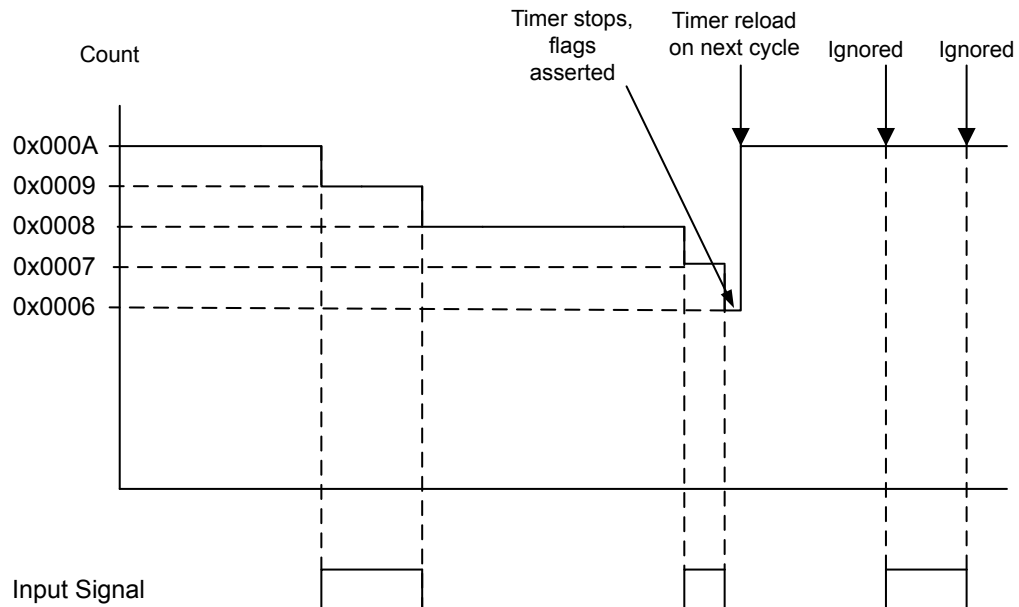 Timer stops,
flags
asserted
Timer reload
on next cycle
Ignored
Ignored
Count
0x000A
0x0009
0x0008
0x0007
0x0006
Input Signal